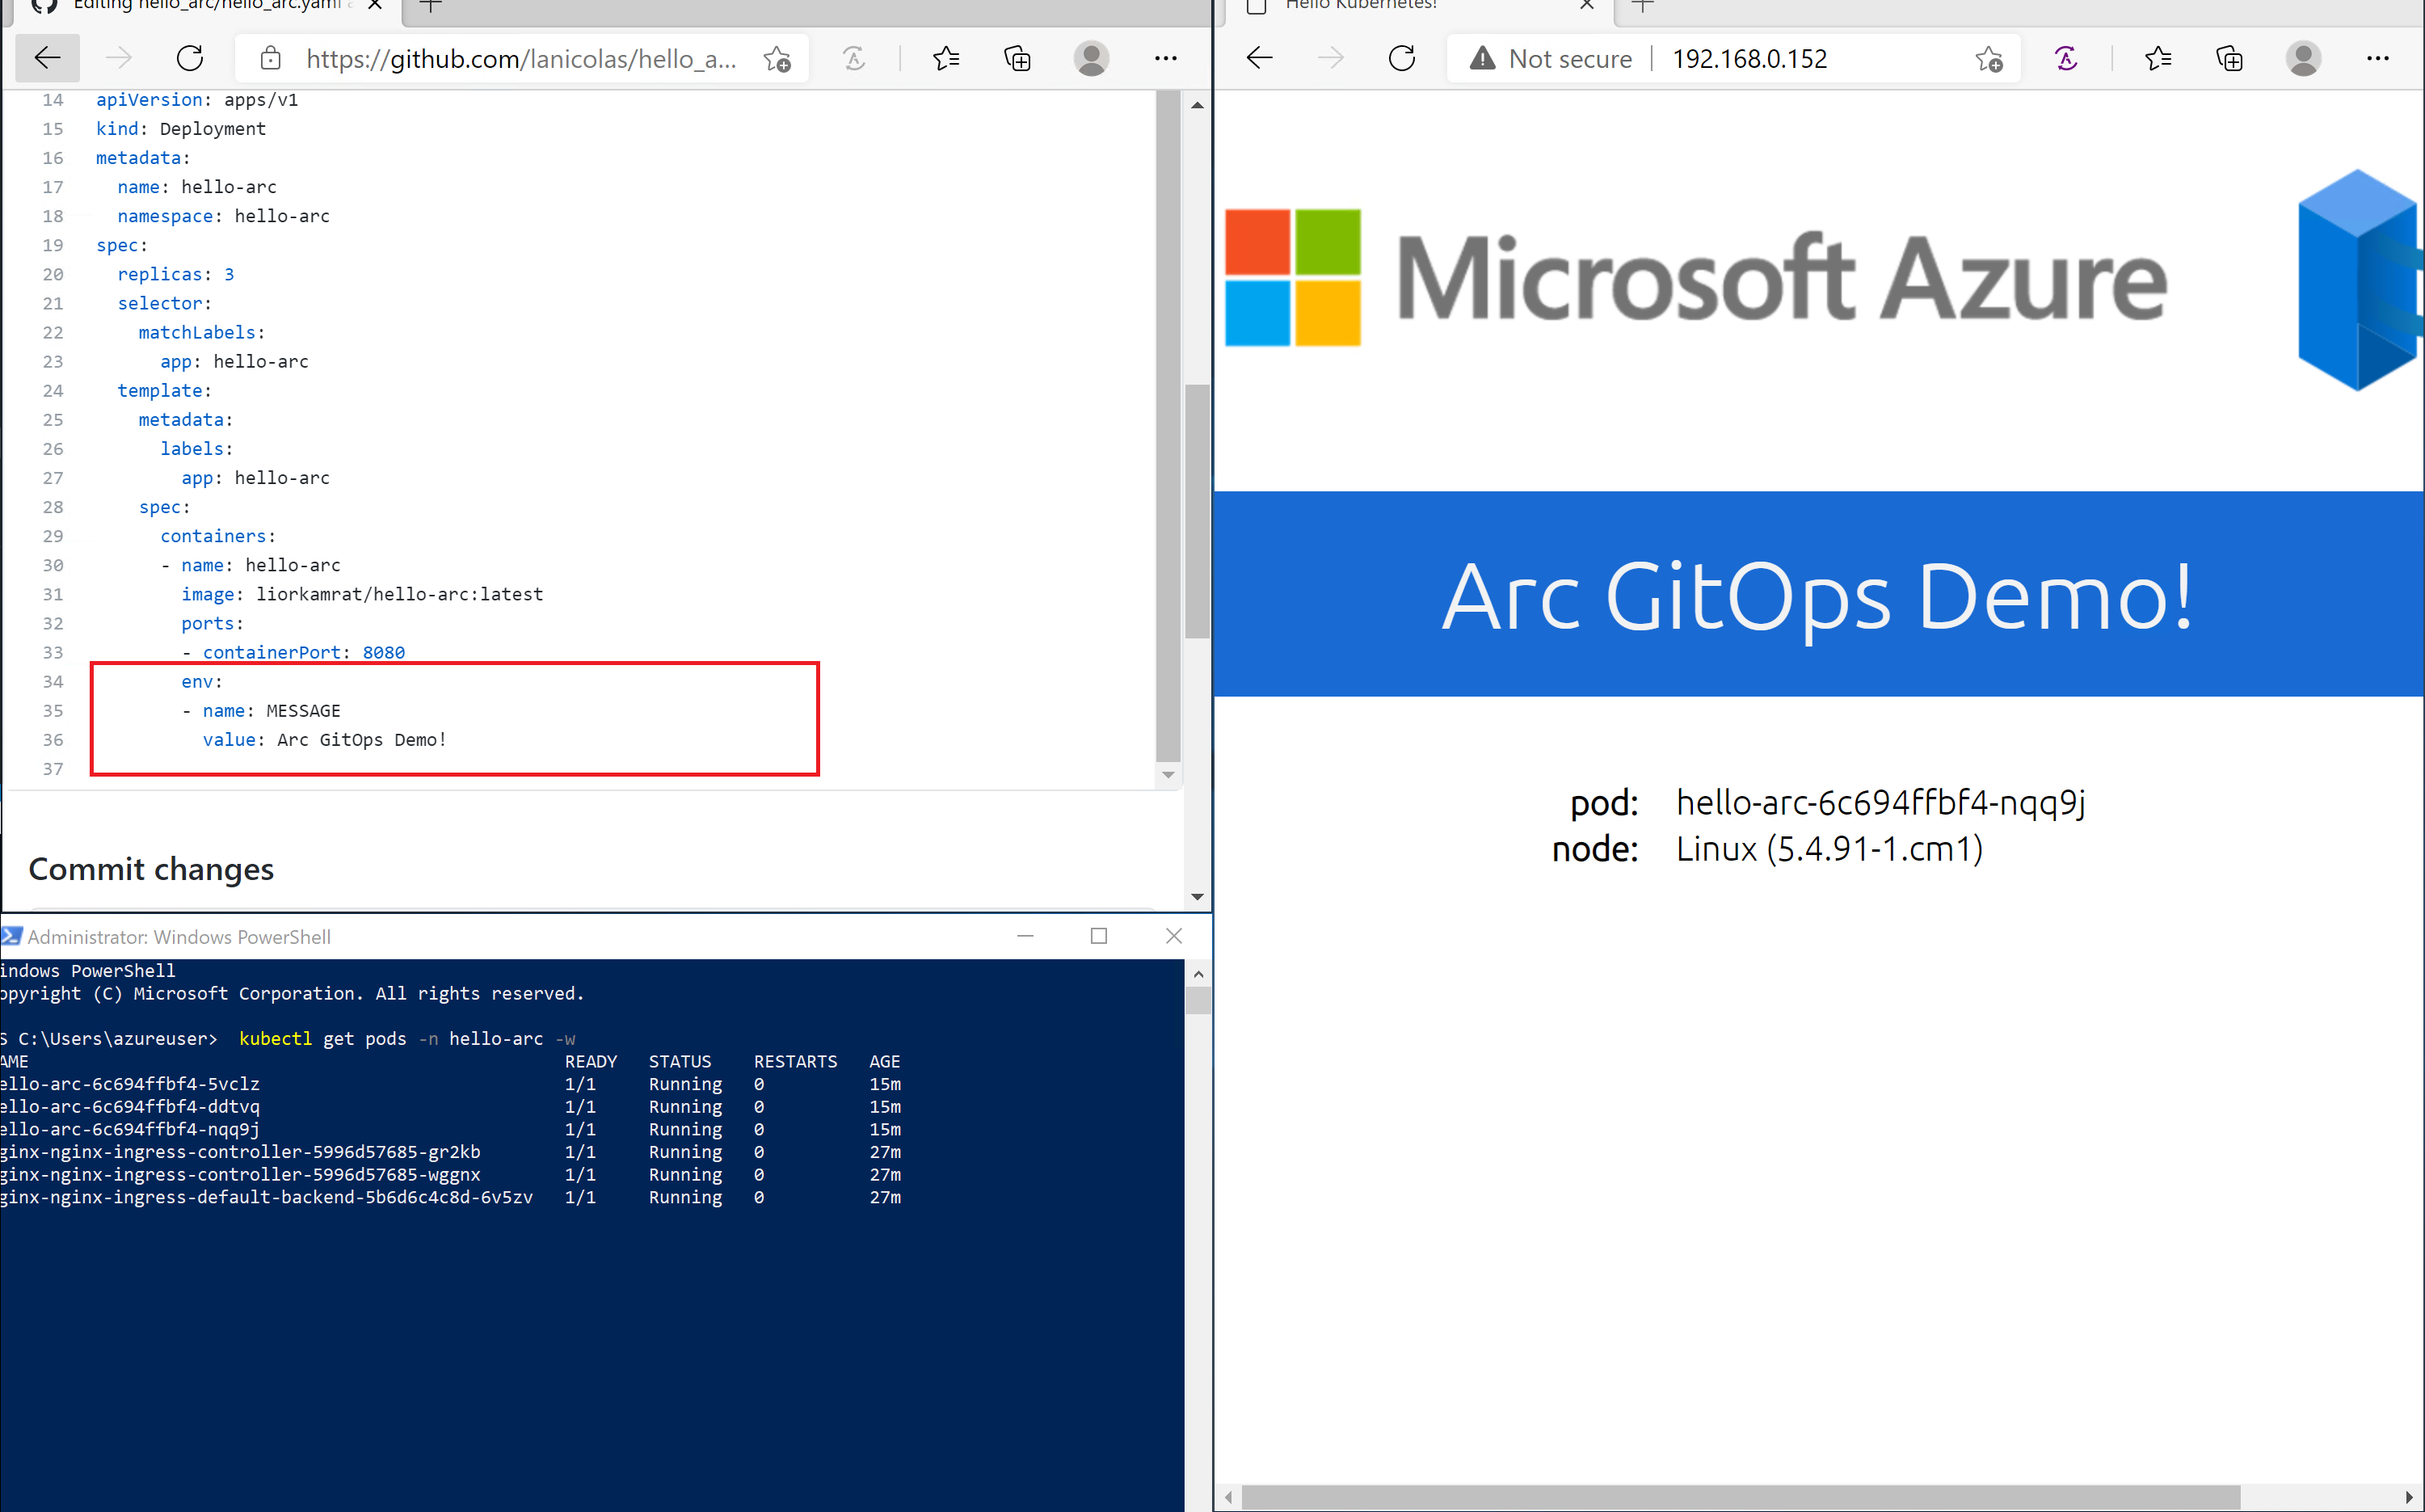 Editing hello_arc/hello_arc.yaml
https://github.com/lanicolas/hello_a...
14 apiVersion: apps/v1
15 kind: Deployment
16 metadata:
17 name: hello-arc
18 namespace: hello-arc
19 spec:
20 replicas: 3
21 selector:
22 matchLabels:
23 app: hello-arc
24 template:
25 metadata:
26 labels:
27 app: hello-arc
28 spec:
29 containers:
30 - name: hello-arc
31 image: liorkamrat/hello-arc:latest
32 ports:
33 - containerPort: 8080
34 env:
35 - name: MESSAGE
36 value: Arc GitOps Demo!
37
Commit changes
Administrator: Windows PowerShell
indows PowerShell
opyright (C) Microsoft Corporation. All rights reserved.
S C:\Users\azureuser> kubectl get pods -n hello-arc -w
AME READY STATUS RESTARTS AGE
ello-arc-6c694ffbf4-5vclz 1/1 Running 0 15m
ello-arc-6c694ffbf4-ddtvq 1/1 Running 0 15m
ello-arc-6c694ffbf4-nqq9j 1/1 Running 0 15m
ginx-nginx-ingress-controller-5996d57685-gr2kb 1/1 Running 0 27m
ginx-nginx-ingress-controller-5996d57685-wggnx 1/1 Running 0 27m
ginx-nginx-ingress-default-backend-5b6d6c4c8d-6v5zv 1/1 Running 0 27m
Hello Kubernetes!
Not secure 192.168.0.152
Microsoft Azure
Arc GitOps Demo!
pod: hello-arc-6c694ffbf4-nqq9j
node: Linux (5.4.91-1.cm1)